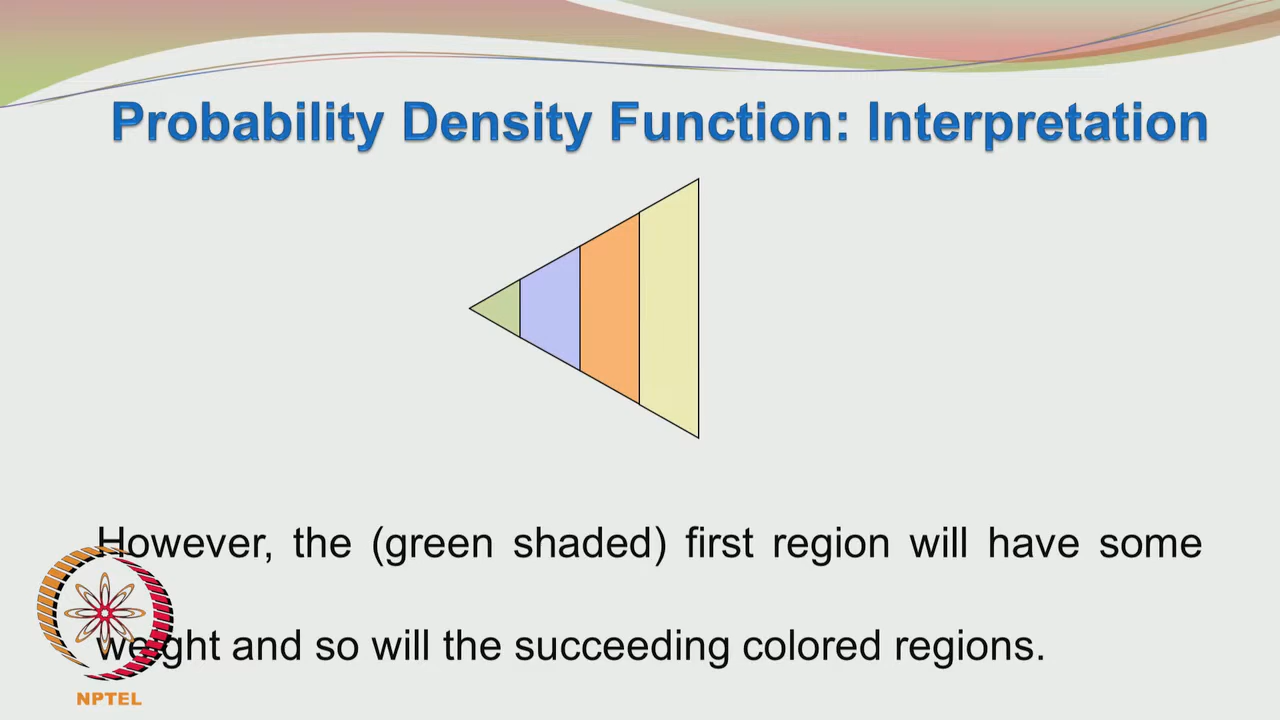 Probability Density Function: Interpretation
However, the (green shaded) first region will have some
weight and so will the succeeding colored regions.
NPTEL